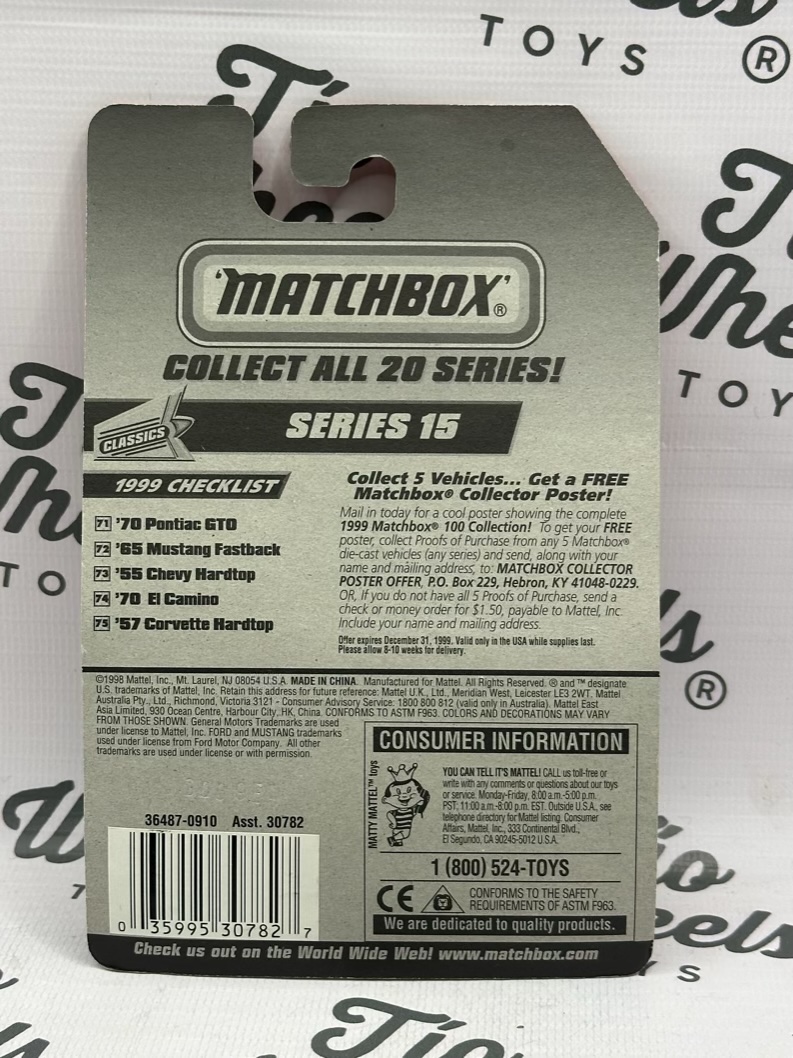 TOYS ®
'MATCHBOX'®
COLLECT ALL 20 SERIES!
CLASSICS
SERIES 15
1999 CHECKLIST
71 '70 Pontiac GTO
72 '65 Mustang Fastback
73 '55 Chevy Hardtop
74 '70 El Camino
75 '57 Corvette Hardtop
Collect 5 Vehicles... Get a FREE
Matchbox® Collector Poster!
Mail in today for a cool poster showing the complete
1999 Matchbox® 100 Collection! To get your FREE
poster, collect Proofs of Purchase from any 5 Matchbox®
die-cast vehicles (any series) and send, along with your
name and mailing address, to: MATCHBOX COLLECTOR
POSTER OFFER, P.O. Box 229, Hebron, KY 41048-0229.
OR, If you do not have all 5 Proofs of Purchase, send a
check or money order for $1.50, payable to Mattel, Inc.
Include your name and mailing address.
Offer expires December 31, 1999. Valid only in the USA while supplies last.
Please allow 8-10 weeks for delivery.
©1998 Mattel, Inc., Mt. Laurel, NJ 08054 U.S.A. MADE IN CHINA. Manufactured for Mattel. All Rights Reserved. ® and ™ designate
U.S. trademarks of Mattel, Inc. Retain this address for future reference: Mattel U.K., Ltd., Meridian West, Leicester LE3 2WT. Mattel
Australia Pty., Ltd., Richmond, Victoria 3121 - Consumer Advisory Service: 1800 800 812 (valid only in Australia). Mattel East
Asia Limited, 930 Ocean Centre, Harbour City, HK, China. CONFORMS TO ASTM F963. COLORS AND DECORATIONS MAY VARY
FROM THOSE SHOWN. General Motors Trademarks are used
under license to Mattel, Inc. FORD and MUSTANG trademarks
used under license from Ford Motor Company. All other
trademarks are used under license or with permission.
CONSUMER INFORMATION
MATTY MATTEL™ toys
YOU CAN TELL IT'S MATTEL! CALL us toll-free or
write with any comments or questions about our toys
or service. Monday-Friday, 8:00 a.m.-5:00 p.m.
PST; 11:00 a.m.-8:00 p.m. EST. Outside U.S.A., see
telephone directory for Mattel listing. Consumer
Affairs, Mattel, Inc., 333 Continental Blvd.,
El Segundo, CA 90245-5012 U.S.A.
1 (800) 524-TOYS
CE
CONFORMS TO THE SAFETY
REQUIREMENTS OF ASTM F963.
We are dedicated to quality products.
36487-0910 Asst. 30782
0 35995 30782 7
Check us out on the World Wide Web! www.matchbox.com